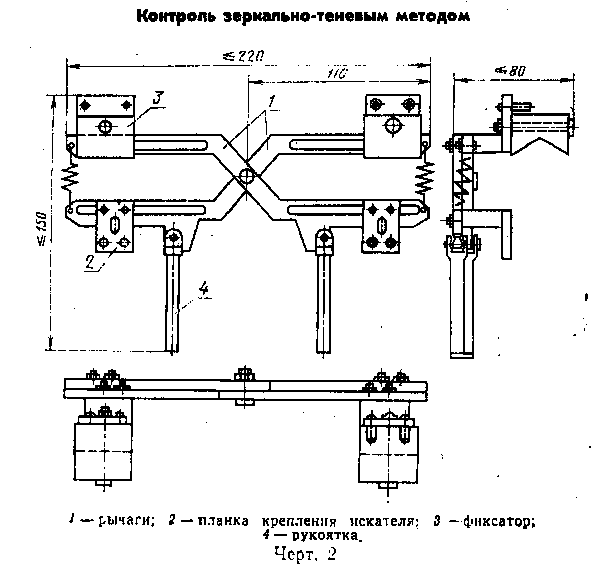 Контроль зеркально-теневым методом
≤220
110
≤80
3
1
≤150
2
4
1 — рычаги; 2 — планка крепления искателя; 3 — фиксатор;
4 — рукоятка.
Черт. 2